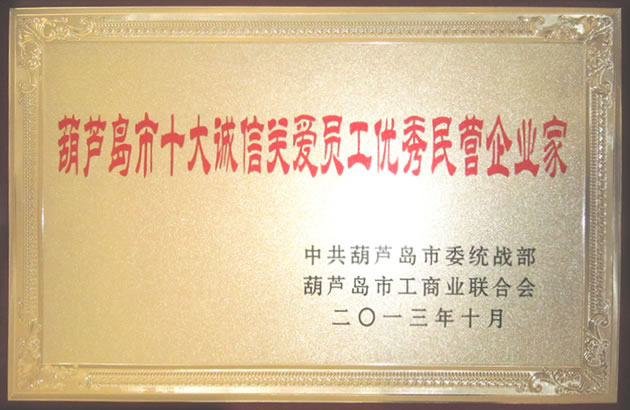 葫芦岛市十大诚信关爱员工优秀民营企业家
中共葫芦岛市委统战部
葫芦岛市工商业联合会
二〇一三年十月